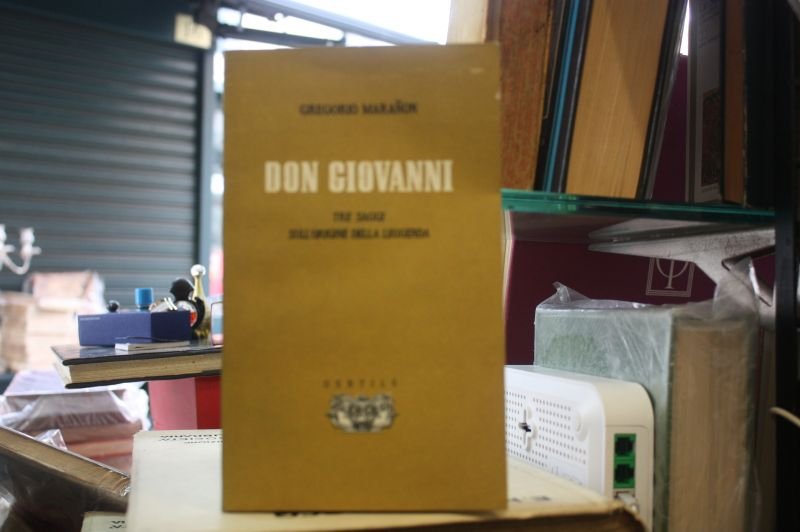 GREGORIO MARAÑON
DON GIOVANNI
TRE SAGGI
SULL'ORIGINE DELLA LEGGENDA
GENTILE